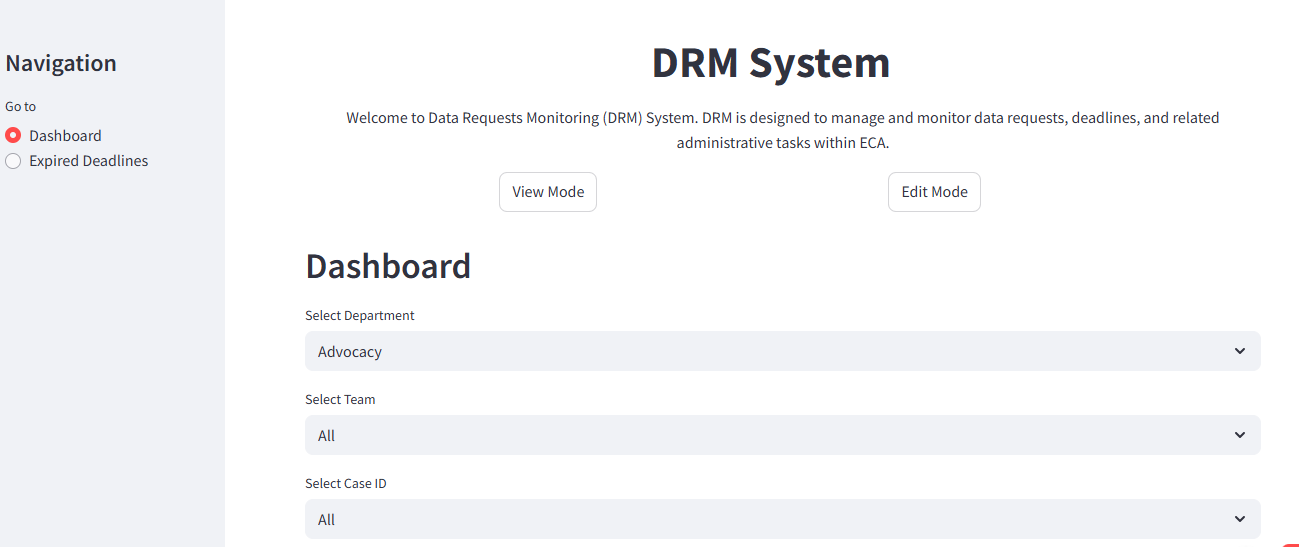 Navigation
Go to
Dashboard
Expired Deadlines
DRM System
Welcome to Data Requests Monitoring (DRM) System. DRM is designed to manage and monitor data requests, deadlines, and related
administrative tasks within ECA.
View Mode
Edit Mode
Dashboard
Select Department
Advocacy
Select Team
All
Select Case ID
All